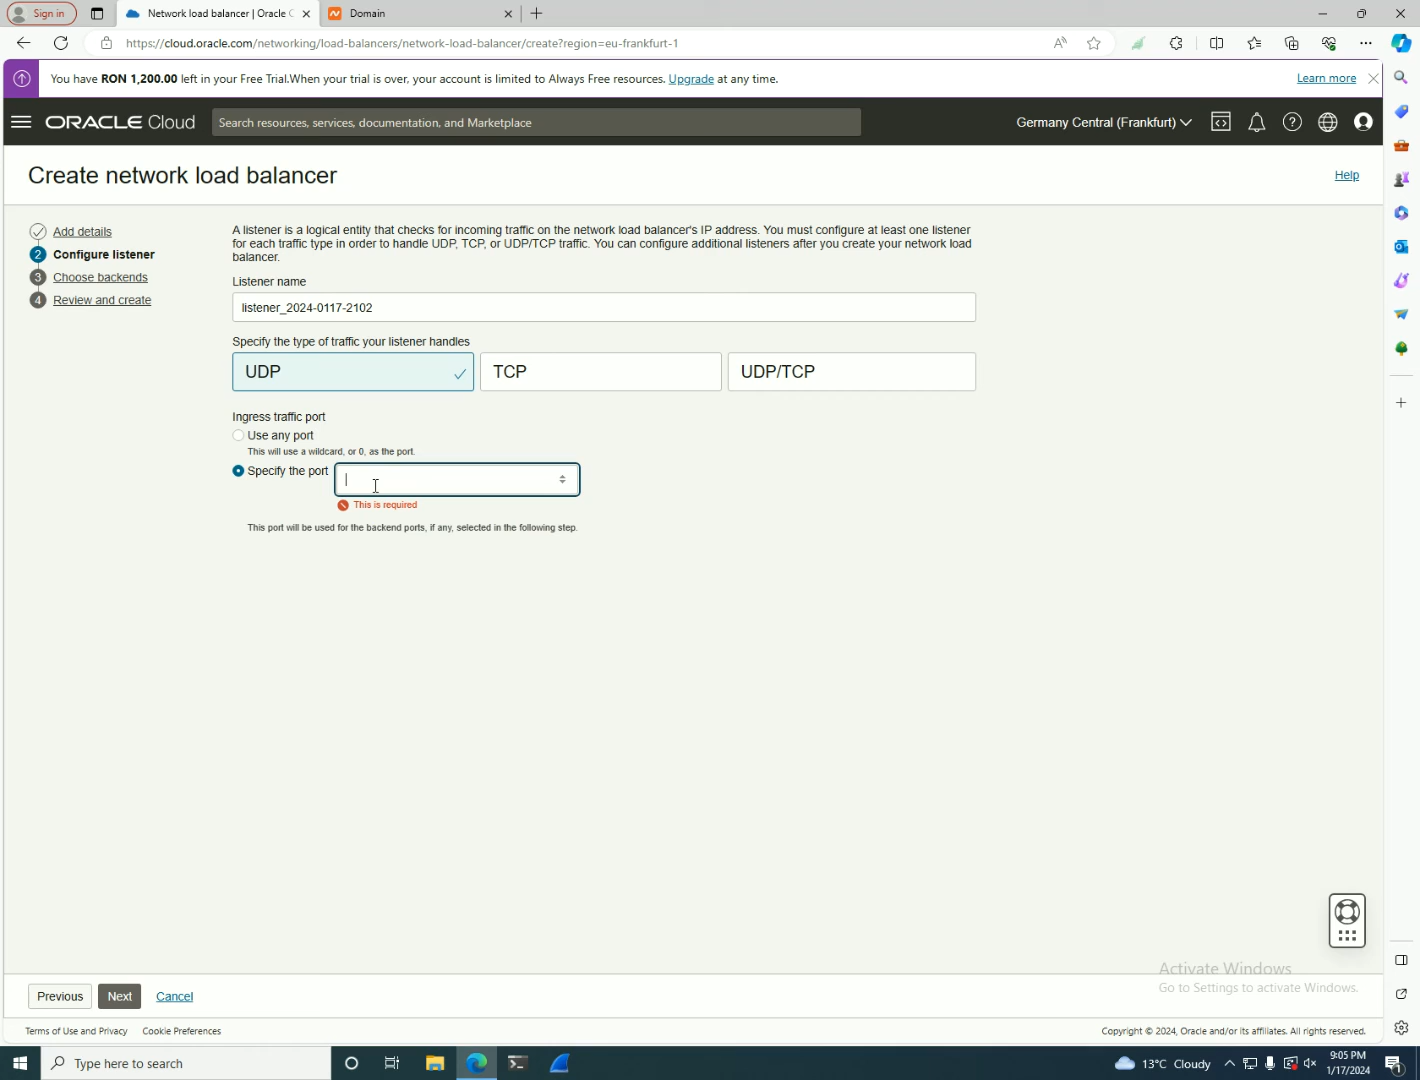 Sign in
Network load balancer | Oracle C
Domain
https://cloud.oracle.com/networking/load-balancers/network-load-balancer/create?region=eu-frankfurt-1
You have RON 1,200.00 left in your Free Trial.When your trial is over, your account is limited to Always Free resources. Upgrade at any time.
Learn more
ORACLE Cloud
Search resources, services, documentation, and Marketplace
Germany Central (Frankfurt)
Create network load balancer
Help
Add details
2 Configure listener
3 Choose backends
4 Review and create
A listener is a logical entity that checks for incoming traffic on the network load balancer's IP address. You must configure at least one listener
for each traffic type in order to handle UDP, TCP, or UDP/TCP traffic. You can configure additional listeners after you create your network load
balancer.
Listener name
listener_2024-0117-2102
Specify the type of traffic your listener handles
UDP
TCP
UDP/TCP
Ingress traffic port
Use any port
This will use a wildcard, or 0, as the port.
Specify the port
This is required
This port will be used for the backend ports, if any, selected in the following step.
Activate Windows
Go to Settings to activate Windows.
Previous
Next
Cancel
Terms of Use and Privacy
Cookie Preferences
Copyright © 2024, Oracle and/or its affiliates. All rights reserved.
Type here to search
13°C Cloudy
9:05 PM
1/17/2024
1